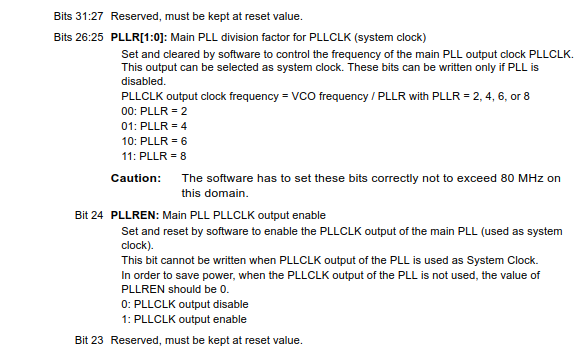 Bits 31:27 Reserved, must be kept at reset value.
Bits 26:25 PLLR[1:0]: Main PLL division factor for PLLCLK (system clock)
Set and cleared by software to control the frequency of the main PLL output clock PLLCLK.
This output can be selected as system clock. These bits can be written only if PLL is
disabled.
PLLCLK output clock frequency = VCO frequency / PLLR with PLLR = 2, 4, 6, or 8
00: PLLR = 2
01: PLLR = 4
10: PLLR = 6
11: PLLR = 8
Caution: The software has to set these bits correctly not to exceed 80 MHz on
this domain.
Bit 24 PLLREN: Main PLL PLLCLK output enable
Set and reset by software to enable the PLLCLK output of the main PLL (used as system
clock).
This bit cannot be written when PLLCLK output of the PLL is used as System Clock.
In order to save power, when the PLLCLK output of the PLL is not used, the value of
PLLREN should be 0.
0: PLLCLK output disable
1: PLLCLK output enable
Bit 23 Reserved, must be kept at reset value.